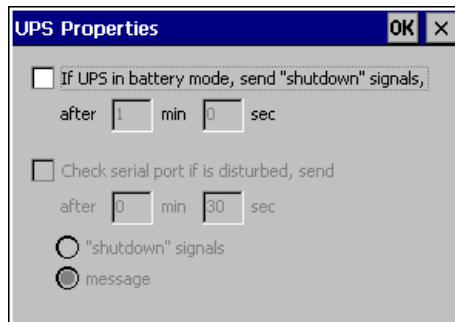 UPS Properties OK ×
If UPS in battery mode, send "shutdown" signals,
after 1 min 0 sec
Check serial port if is disturbed, send
after 0 min 30 sec
"shutdown" signals
message